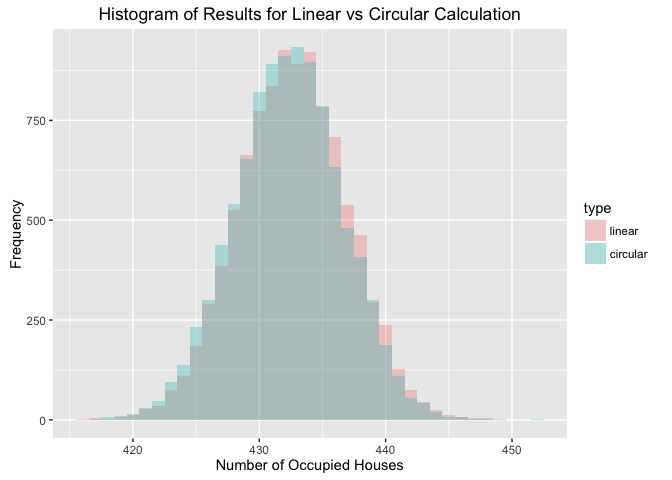 Histogram of Results for Linear vs Circular Calculation
750
500
250
0
Frequency
420
430
440
450
Number of Occupied Houses
type
linear
circular